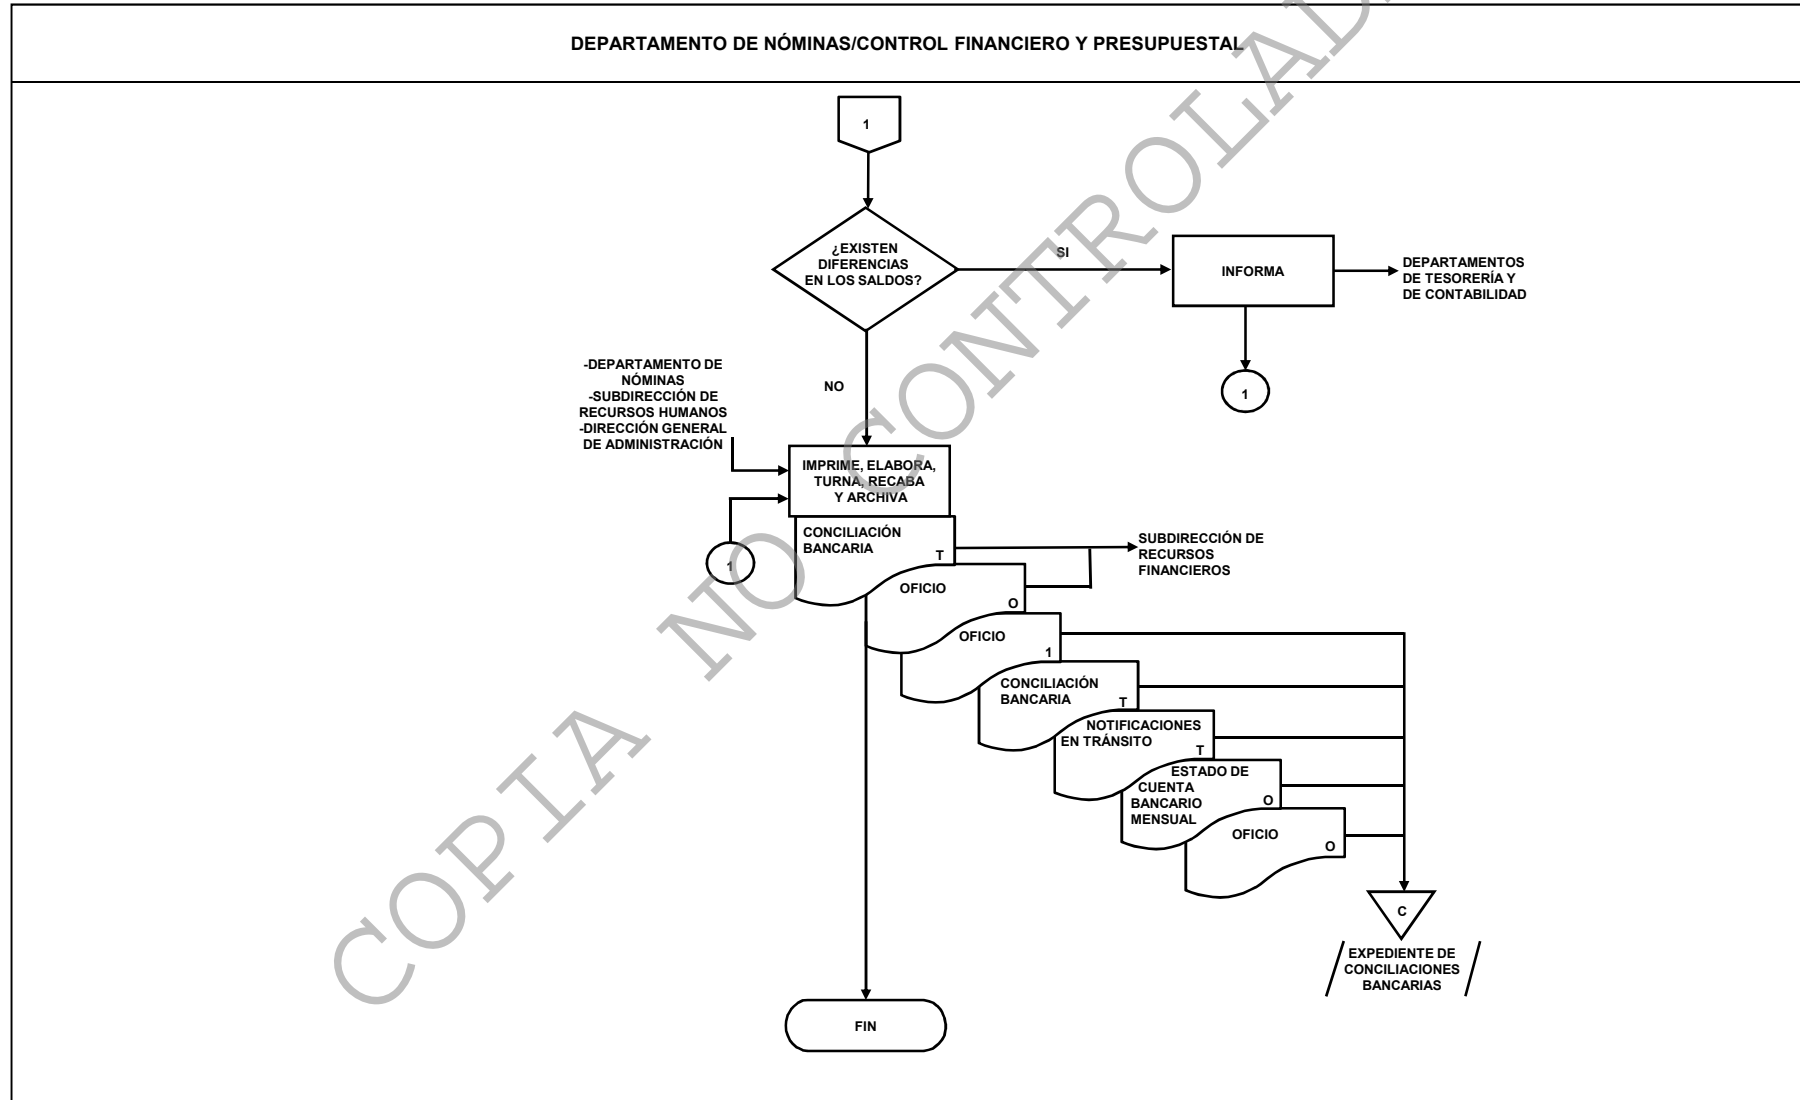 DEPARTAMENTO DE NÓMINAS/CONTROL FINANCIERO Y PRESUPUESTAL
1
¿EXISTEN
DIFERENCIAS
EN LOS SALDOS?
SI
INFORMA
DEPARTAMENTOS
DE TESORERÍA Y
DE CONTABILIDAD
1
NO
-DEPARTAMENTO DE
NÓMINAS
-SUBDIRECCIÓN DE
RECURSOS HUMANOS
-DIRECCIÓN GENERAL
DE ADMINISTRACIÓN
IMPRIME, ELABORA,
TURNA, RECABA
Y ARCHIVA
1
CONCILIACIÓN
BANCARIA
T
SUBDIRECCIÓN DE
RECURSOS
FINANCIEROS
OFICIO
O
OFICIO
1
CONCILIACIÓN
BANCARIA
T
NOTIFICACIONES
EN TRÁNSITO
T
ESTADO DE
CUENTA
BANCARIO
MENSUAL
O
OFICIO
O
C
EXPEDIENTE DE
CONCILIACIONES
BANCARIAS
FIN
COPIA NO CONTROLAD